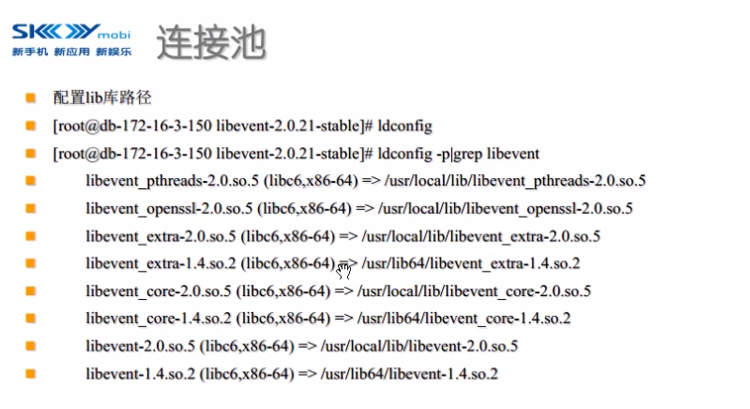 SKYmobi
新手机 新应用 新娱乐
连接池
配置lib库路径
[root@db-172-16-3-150 libevent-2.0.21-stable]# ldconfig
[root@db-172-16-3-150 libevent-2.0.21-stable]# ldconfig -p|grep libevent
libevent_pthreads-2.0.so.5 (libc6,x86-64) => /usr/local/lib/libevent_pthreads-2.0.so.5
libevent_openssl-2.0.so.5 (libc6,x86-64) => /usr/local/lib/libevent_openssl-2.0.so.5
libevent_extra-2.0.so.5 (libc6,x86-64) => /usr/local/lib/libevent_extra-2.0.so.5
libevent_extra-1.4.so.2 (libc6,x86-64) => /usr/lib64/libevent_extra-1.4.so.2
libevent_core-2.0.so.5 (libc6,x86-64) => /usr/local/lib/libevent_core-2.0.so.5
libevent_core-1.4.so.2 (libc6,x86-64) => /usr/lib64/libevent_core-1.4.so.2
libevent-2.0.so.5 (libc6,x86-64) => /usr/local/lib/libevent-2.0.so.5
libevent-1.4.so.2 (libc6,x86-64) => /usr/lib64/libevent-1.4.so.2